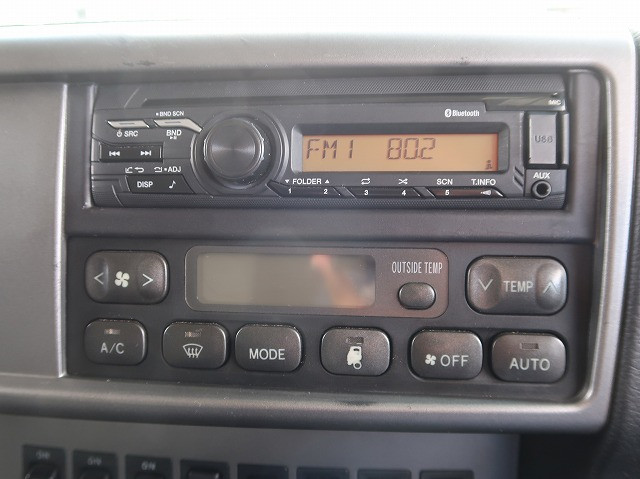 BND SCN
SRC
BND
ADJ
DISP
Bluetooth
MIC
USB
AUX
FM1 80.2
FOLDER SCN T.INFO
1 2 3 4 5
OUTSIDE TEMP
TEMP
A/C
MODE
OFF
AUTO